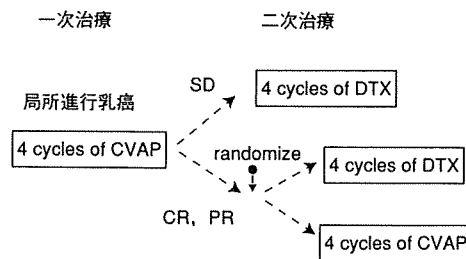 一次治療
二次治療
SD
4 cycles of DTX
局所進行乳癌
4 cycles of CVAP
randomize
4 cycles of DTX
CR, PR
4 cycles of CVAP